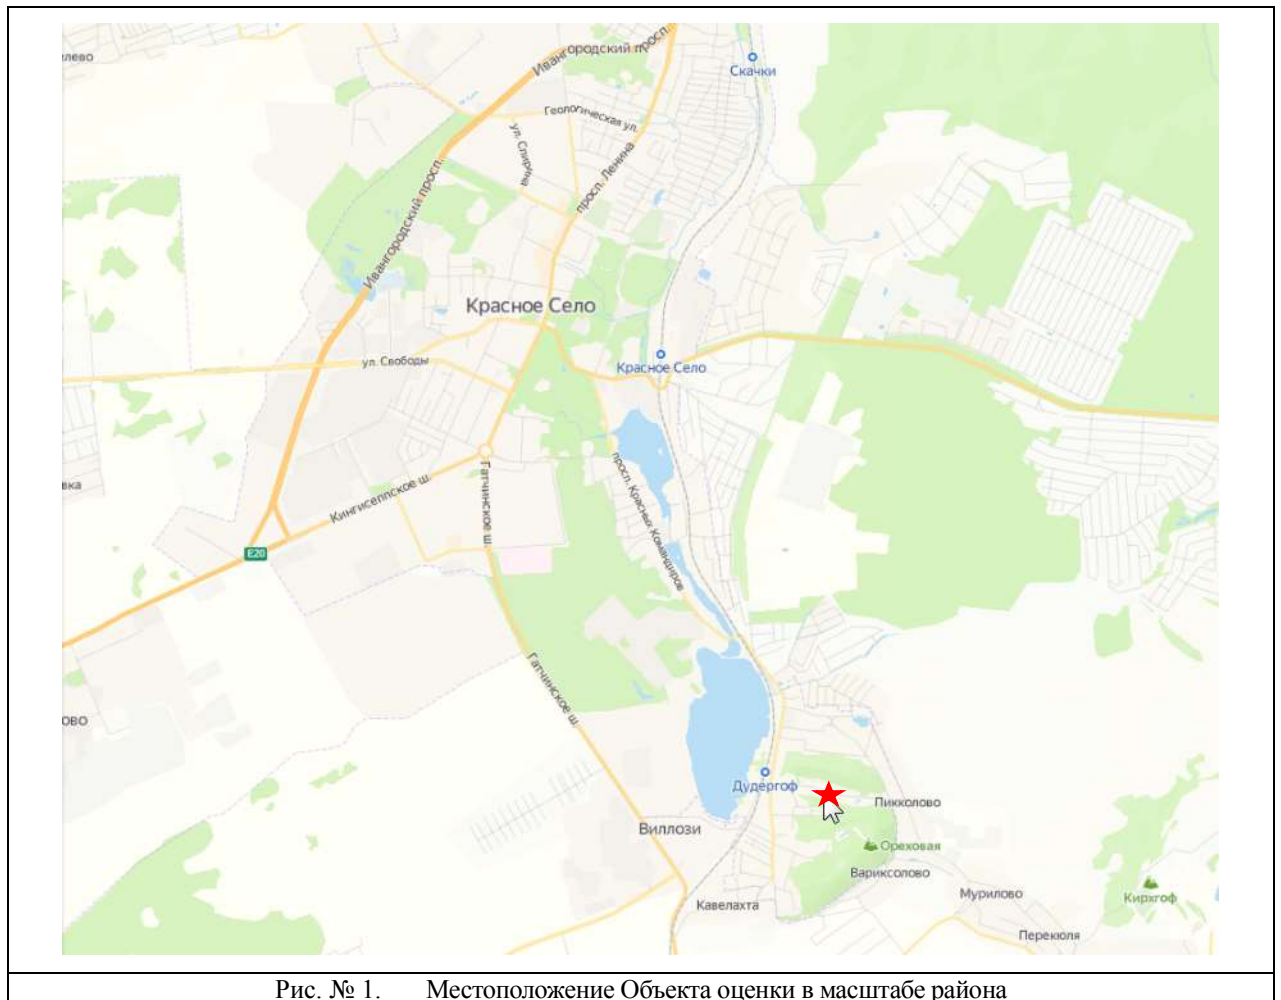 елево
Ивангородский просп.
Скачки
Геологическая ул.
ул. Спирина
просп. Ленина
Ивангородский просп.
Красное Село
ул. Свободы
Красное Село
вка
Кингисеппское ш.
Гатчинское ш.
просп. Красных Командиров
E20
Гатчинское ш.
ово
Дудергоф
Пикколово
Виллози
Ореховая
Вариксолово
Мурилово
Кирхгоф
Кавелахта
Перекюля
Рис. № 1. Местоположение Объекта оценки в масштабе района